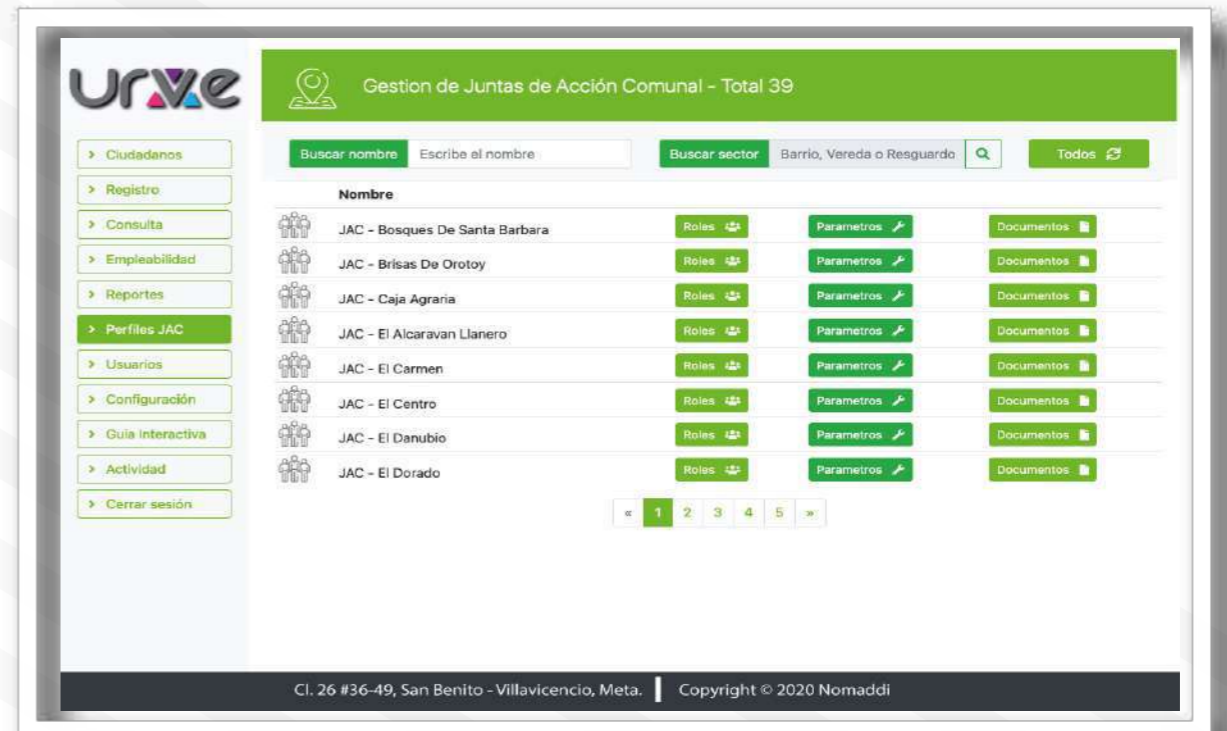 urve
Gestion de Juntas de Acción Comunal - Total 39
Buscar nombre Escribe el nombre Buscar sector Barrio, Vereda o Resguardo Todos
> Ciudadanos
> Registro
> Consulta
> Empleabilidad
> Reportes
> Perfiles JAC
> Usuarios
> Configuración
> Guia Interactiva
> Actividad
> Cerrar sesión
Nombre
JAC - Bosques De Santa Barbara Roles Parametros Documentos
JAC - Brisas De Orotoy Roles Parametros Documentos
JAC - Caja Agraria Roles Parametros Documentos
JAC - El Alcaravan Llanero Roles Parametros Documentos
JAC - El Carmen Roles Parametros Documentos
JAC - El Centro Roles Parametros Documentos
JAC - El Danubio Roles Parametros Documentos
JAC - El Dorado Roles Parametros Documentos
« 1 2 3 4 5 »
Cl. 26 #36-49, San Benito - Villavicencio, Meta. | Copyright © 2020 Nomaddi